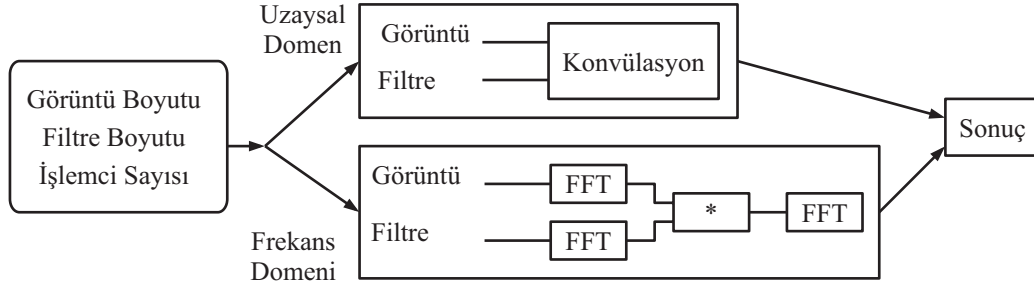 Görüntü Boyutu
Filtre Boyutu
İşlemci Sayısı
Uzaysal
Domen
Görüntü
Filtre
Konvülasyon
Frekans
Domeni
Görüntü
Filtre
FFT
FFT
*
FFT
Sonuç